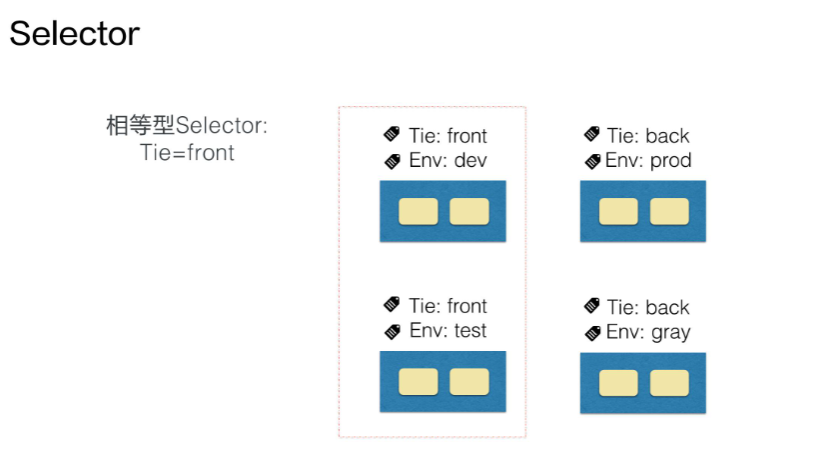 Selector
相等型Selector:
Tie=front
Tie: front
Env: dev
Tie: back
Env: prod
Tie: front
Env: test
Tie: back
Env: gray